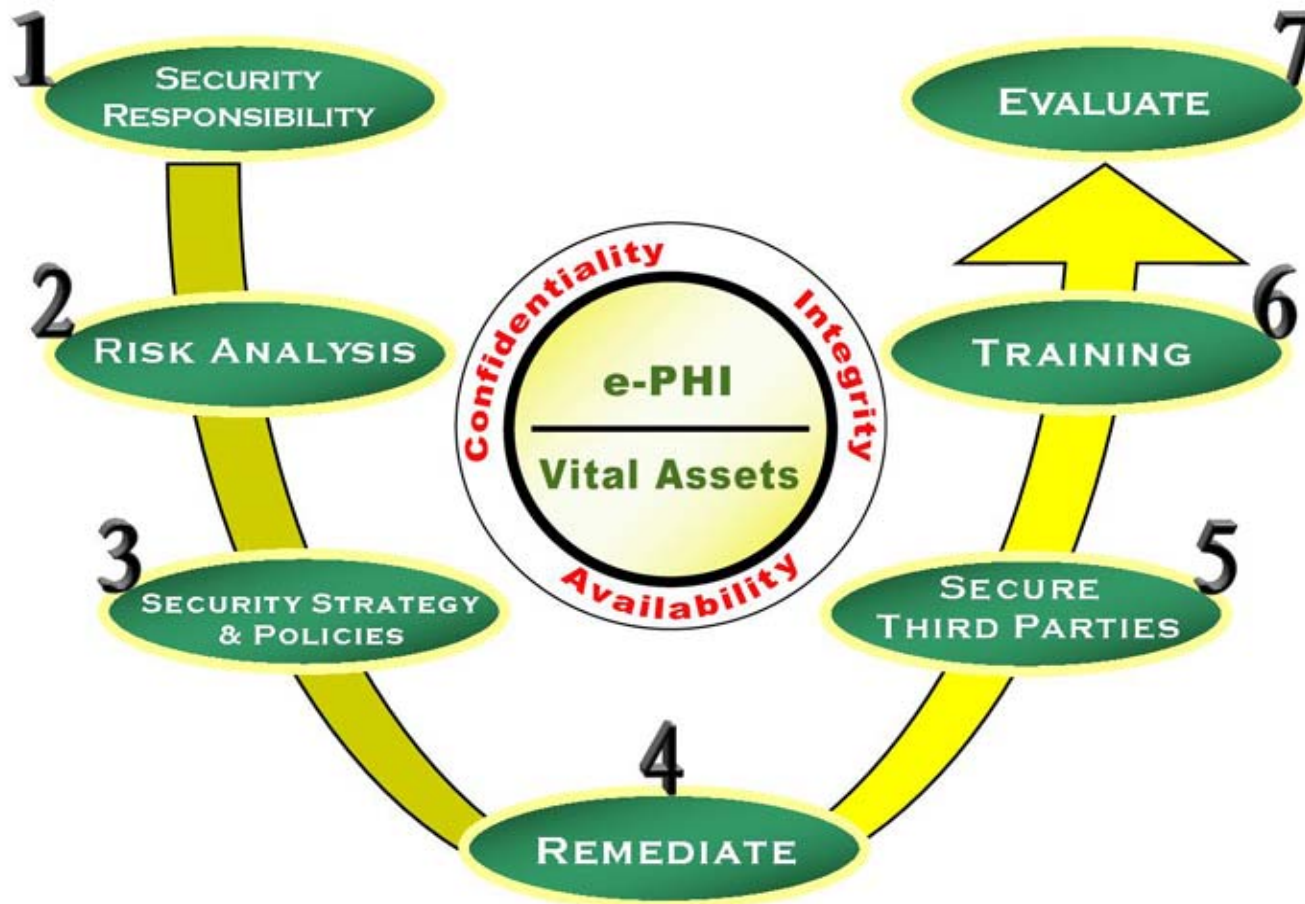 1
SECURITY
RESPONSIBILITY
2
RISK ANALYSIS
3
SECURITY STRATEGY
& POLICIES
4
REMEDIATE
5
SECURE
THIRD PARTIES
6
TRAINING
7
EVALUATE
Confidentiality
Integrity
Availability
e-PHI
Vital Assets